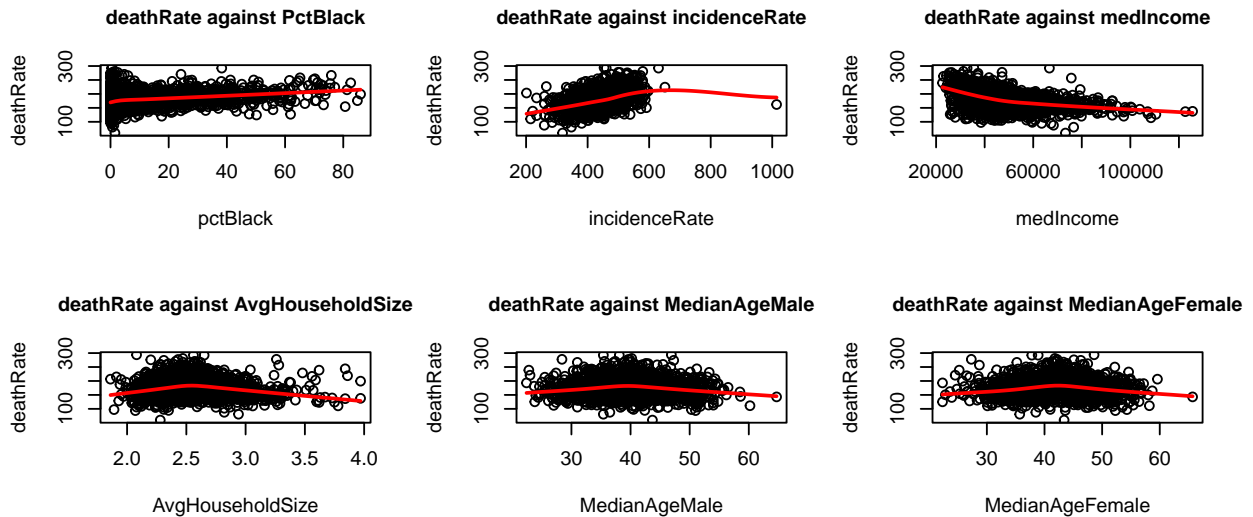 deathRate against PctBlack
deathRate
300
100
0 20 40 60 80
pctBlack
deathRate against incidenceRate
deathRate
300
100
200 400 600 800 1000
incidenceRate
deathRate against medIncome
deathRate
300
100
20000 60000 100000
medIncome
deathRate against AvgHouseholdSize
deathRate
300
100
2.0 2.5 3.0 3.5 4.0
AvgHouseholdSize
deathRate against MedianAgeMale
deathRate
300
100
30 40 50 60
MedianAgeMale
deathRate against MedianAgeFemale
deathRate
300
100
30 40 50 60
MedianAgeFemale